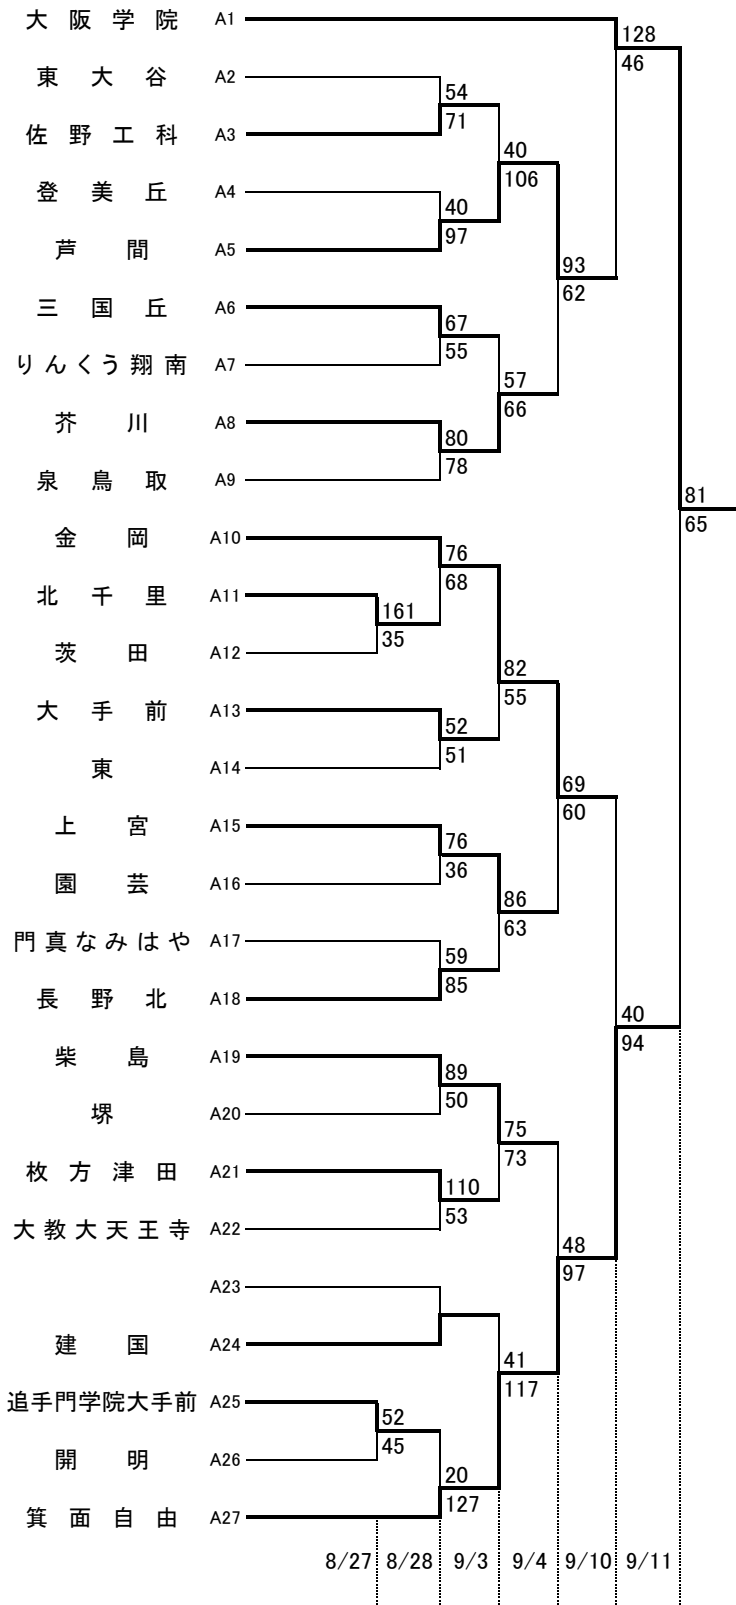 大阪学院 A1
128
46
東大谷 A2
54
71
佐野工科 A3
40
106
登美丘 A4
40
97
芦間 A5
93
62
三国丘 A6
67
55
りんくう翔南 A7
57
66
芥川 A8
80
78
泉鳥取 A9
81
65
金岡 A10
76
68
北千里 A11
161
35
茨田 A12
82
55
大手前 A13
52
51
東 A14
69
60
上宮 A15
76
36
園芸 A16
86
63
門真なみはや A17
59
85
長野北 A18
40
94
柴島 A19
89
50
堺 A20
75
73
枚方津田 A21
110
53
大教大天王寺 A22
48
97
A23
建国 A24
41
117
追手門学院大手前 A25
52
45
開明 A26
20
127
箕面自由 A27
8/27 8/28 9/3 9/4 9/10 9/11